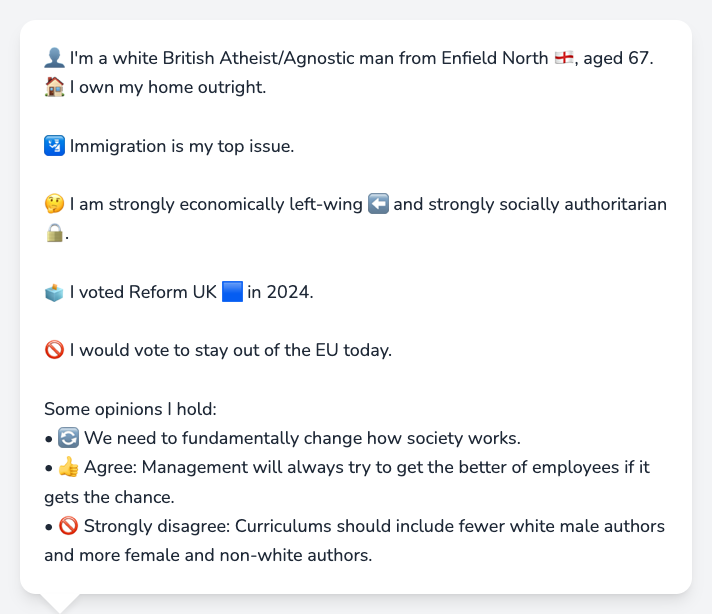 👤 I'm a white British Atheist/Agnostic man from Enfield North 🏴󠁧󠁢󠁥󠁮󠁧󠁿, aged 67.
🏠 I own my home outright.
🛂 Immigration is my top issue.
🤔 I am strongly economically left-wing ⬅️ and strongly socially authoritarian
🔒.
🗳️ I voted Reform UK 🟦 in 2024.
🚫 I would vote to stay out of the EU today.
Some opinions I hold:
• 🔄 We need to fundamentally change how society works.
• 👍 Agree: Management will always try to get the better of employees if it
gets the chance.
• 🚫 Strongly disagree: Curriculums should include fewer white male authors
and more female and non-white authors.